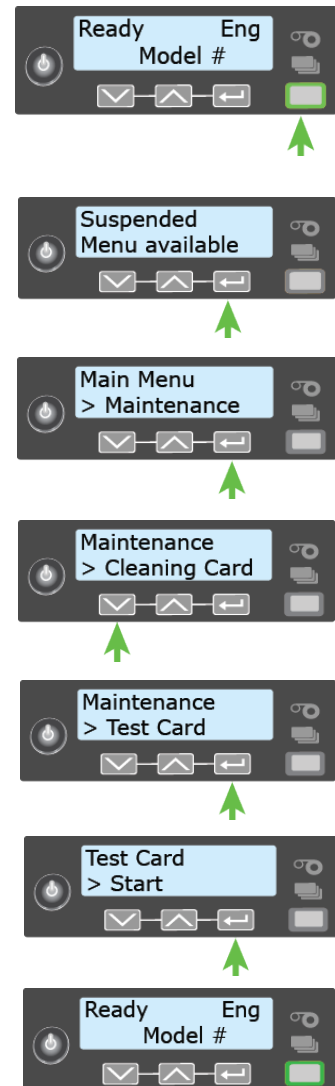 Ready Eng
Model #
Suspended
Menu available
Main Menu
> Maintenance
Maintenance
> Cleaning Card
Maintenance
> Test Card
Test Card
> Start
Ready Eng
Model #